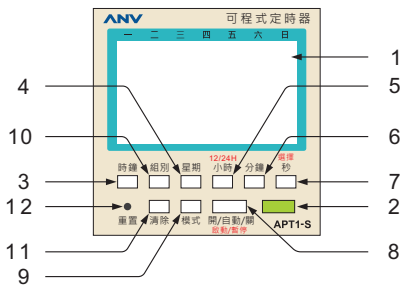 ANV 可程式定時器
一 二 三 四 五 六 日
1
4
5
12/24H 選擇
10 時鐘 組別 星期 小時 分鐘 秒 6
3
7
12
2
重置 清除 模式 開/自動/關 APT1-S
啟動/暫停
11
8
9